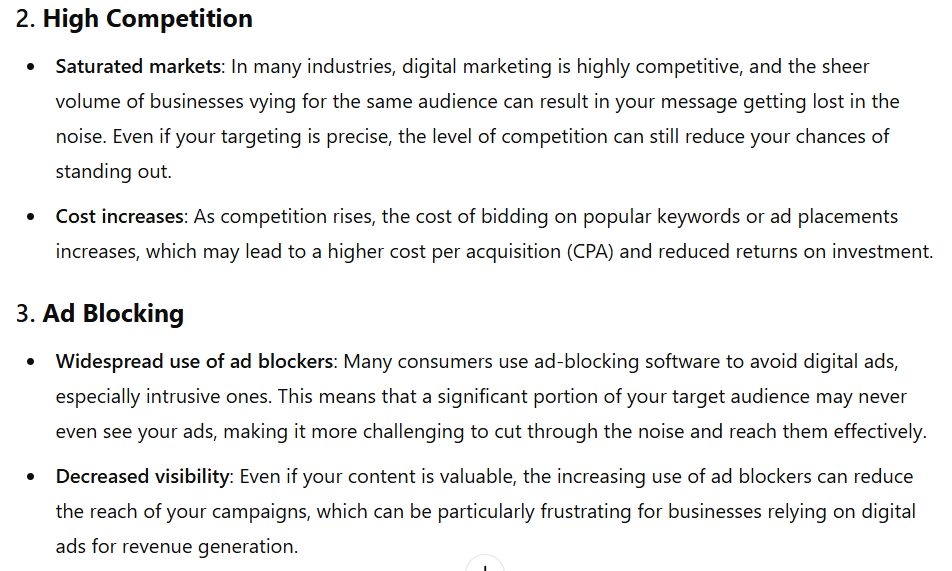 2. High Competition
• Saturated markets: In many industries, digital marketing is highly competitive, and the sheer
volume of businesses vying for the same audience can result in your message getting lost in the
noise. Even if your targeting is precise, the level of competition can still reduce your chances of
standing out.
• Cost increases: As competition rises, the cost of bidding on popular keywords or ad placements
increases, which may lead to a higher cost per acquisition (CPA) and reduced returns on investment.
3. Ad Blocking
• Widespread use of ad blockers: Many consumers use ad-blocking software to avoid digital ads,
especially intrusive ones. This means that a significant portion of your target audience may never
even see your ads, making it more challenging to cut through the noise and reach them effectively.
• Decreased visibility: Even if your content is valuable, the increasing use of ad blockers can reduce
the reach of your campaigns, which can be particularly frustrating for businesses relying on digital
ads for revenue generation.